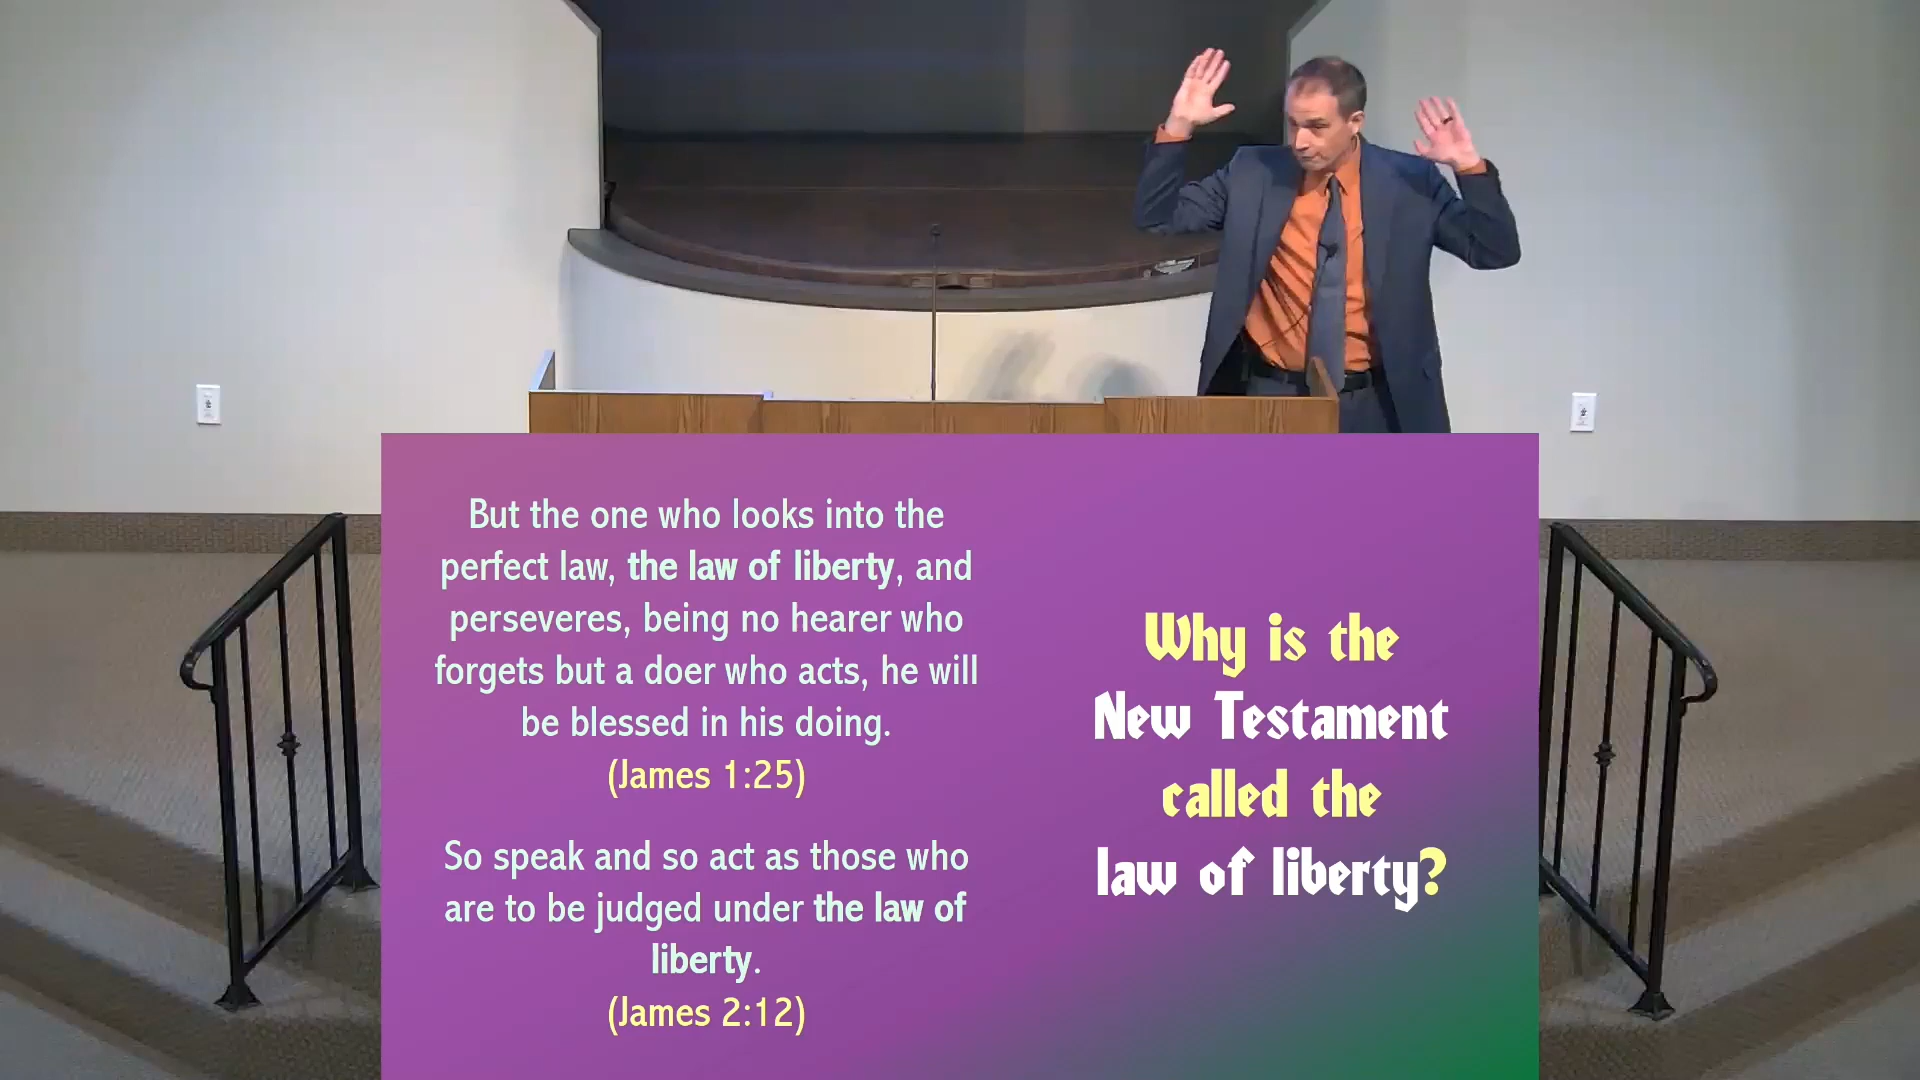 But the one who looks into the
perfect law, the law of liberty, and
perseveres, being no hearer who
forgets but a doer who acts, he will
be blessed in his doing.
(James 1:25)
So speak and so act as those who
are to be judged under the law of
liberty.
(James 2:12)
Why is the
New Testament
called the
law of liberty?